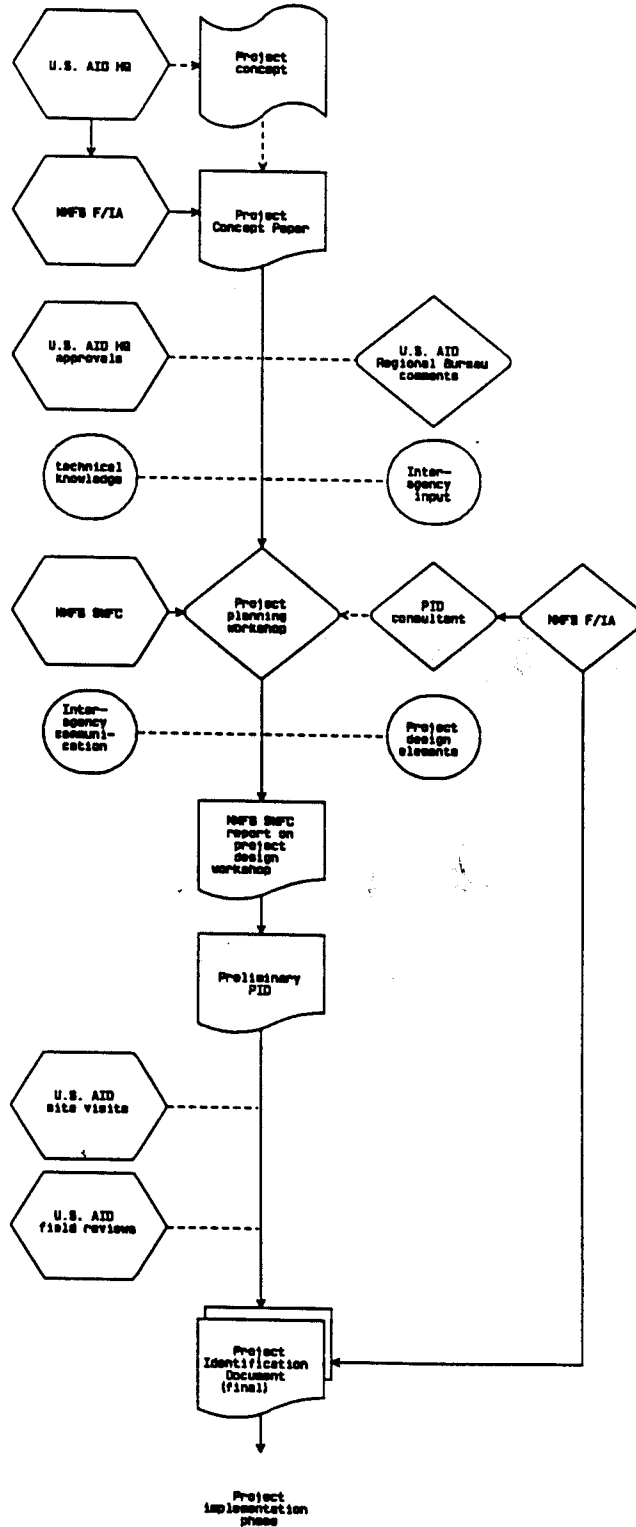 U.S. AID HQ
Project
concept
NMFS F/IA
Project
Concept Paper
U.S. AID HQ
approvals
U.S. AID
Regional Bureau
comments
technical
knowledge
Inter-
agency
input
NMFS SWFC
Project
planning
workshop
PID
consultant
NMFS F/IA
Inter-
agency
communi-
cation
Project
design
elements
NMFS SWFC
report on
project
design
workshop
Preliminary
PID
U.S. AID
site visits
U.S. AID
field reviews
Project
Identification
Document
(final)
Project
implementation
phase